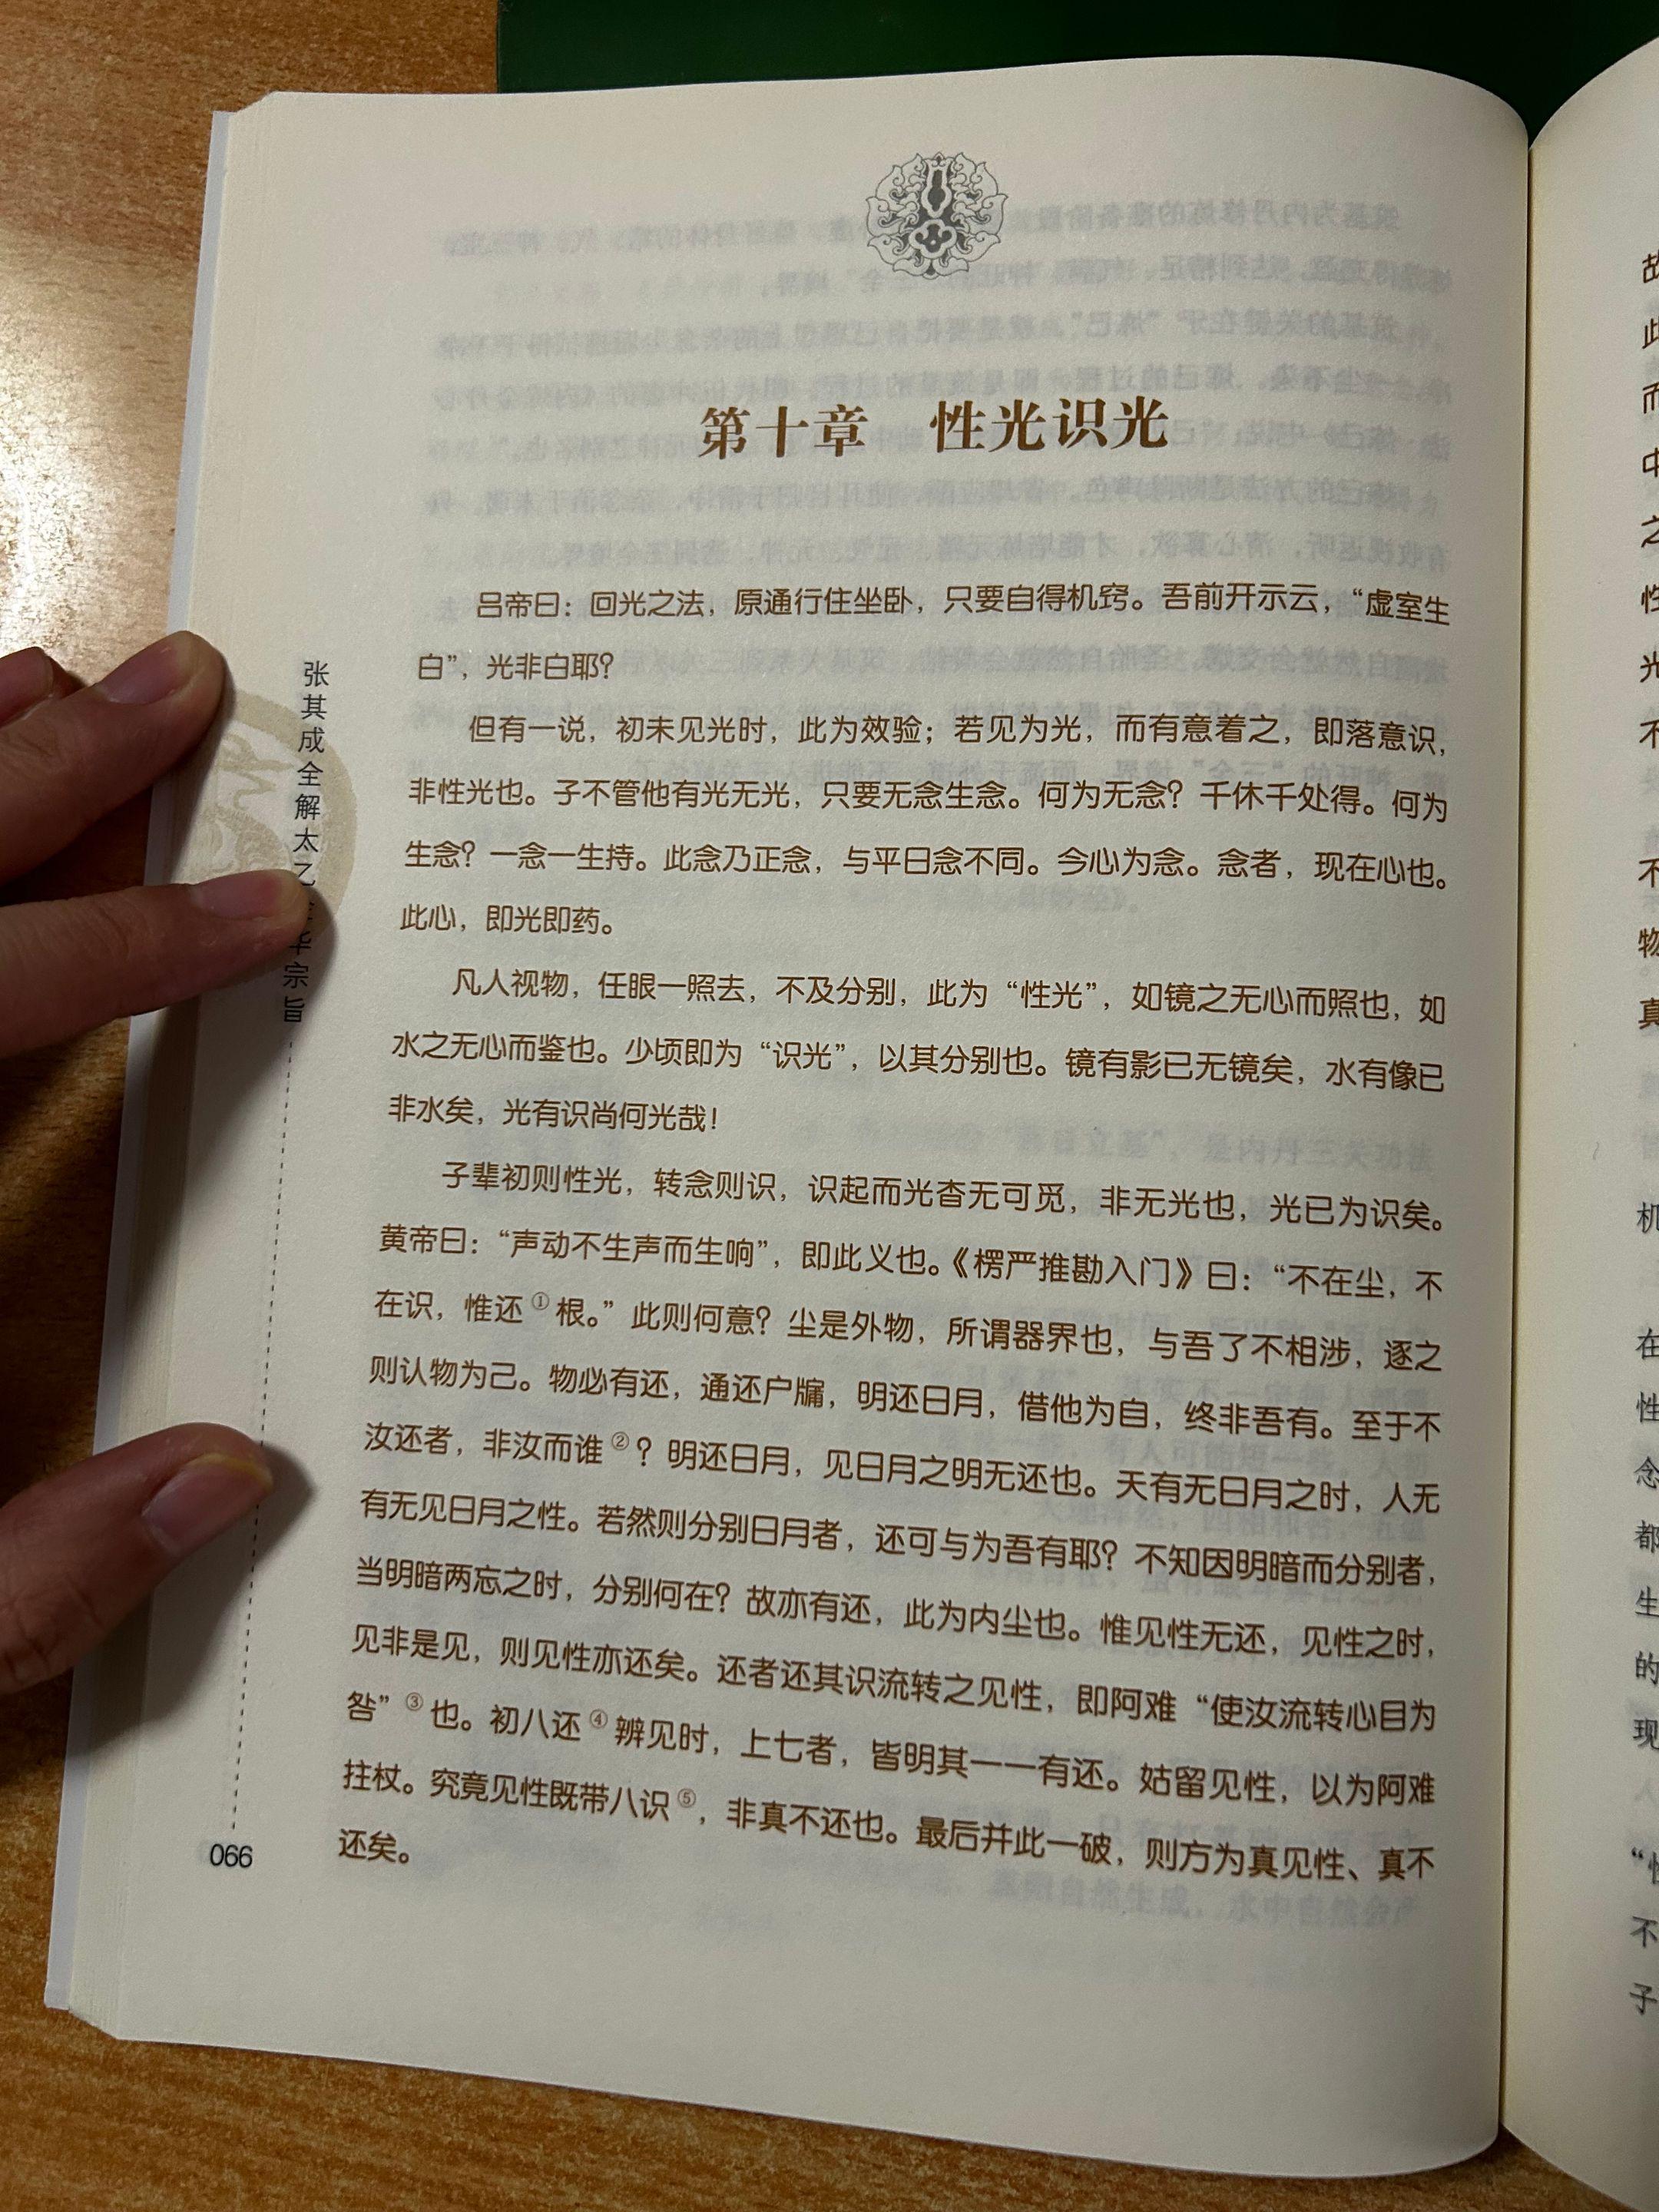 第十章 性光识光
吕帝曰：回光之法，原通行住坐卧，只要自得机窍。吾前开示云，“虚室生
白”，光非白耶？
但有一说，初未见光时，此为效验；若见为光，而有意着之，即落意识，
非性光也。子不管他有光无光，只要无念生念。何为无念？千休千处得。何为
生念？一念一生持。此念乃正念，与平日念不同。今心为念。念者，现在心也。
此心，即光即药。
凡人视物，任眼一照去，不及分别，此为“性光”，如镜之无心而照也，如
水之无心而鉴也。少顷即为“识光”，以其分别也。镜有影已无镜矣，水有像已
非水矣，光有识尚何光哉！
子辈初则性光，转念则识，识起而光杳无可觅，非无光也，光已为识矣。
黄帝曰：“声动不生声而生响”，即此义也。《楞严推勘入门》曰：“不在尘，不
在识，惟还①根。”此则何意？尘是外物，所谓器界也，与吾了不相涉，逐之
则认物为己。物必有还，通还户牖，明还日月，借他为自，终非吾有。至于不
汝还者，非汝而谁②？明还日月，见日月之明无还也。天有无日月之时，人无
有无见日月之性。若然则分别日月者，还可与为吾有耶？不知因明暗而分别者，
当明暗两忘之时，分别何在？故亦有还，此为内尘也。惟见性无还，见性之时，
见非是见，则见性亦还矣。还者还其识流转之见性，即阿难“使汝流转心目为
咎”③也。初八还④辨见时，上七者，皆明其一一有还。姑留见性，以为阿难
拄杖。究竟见性既带八识⑤，非真不还也。最后并此一破，则方为真见性、真不
还矣。
张其成全解太乙华宗旨
066
故
此
而
中
之
性
光
不
不
物
真
机
在
性
念
都
生
的
现
“性
不
子